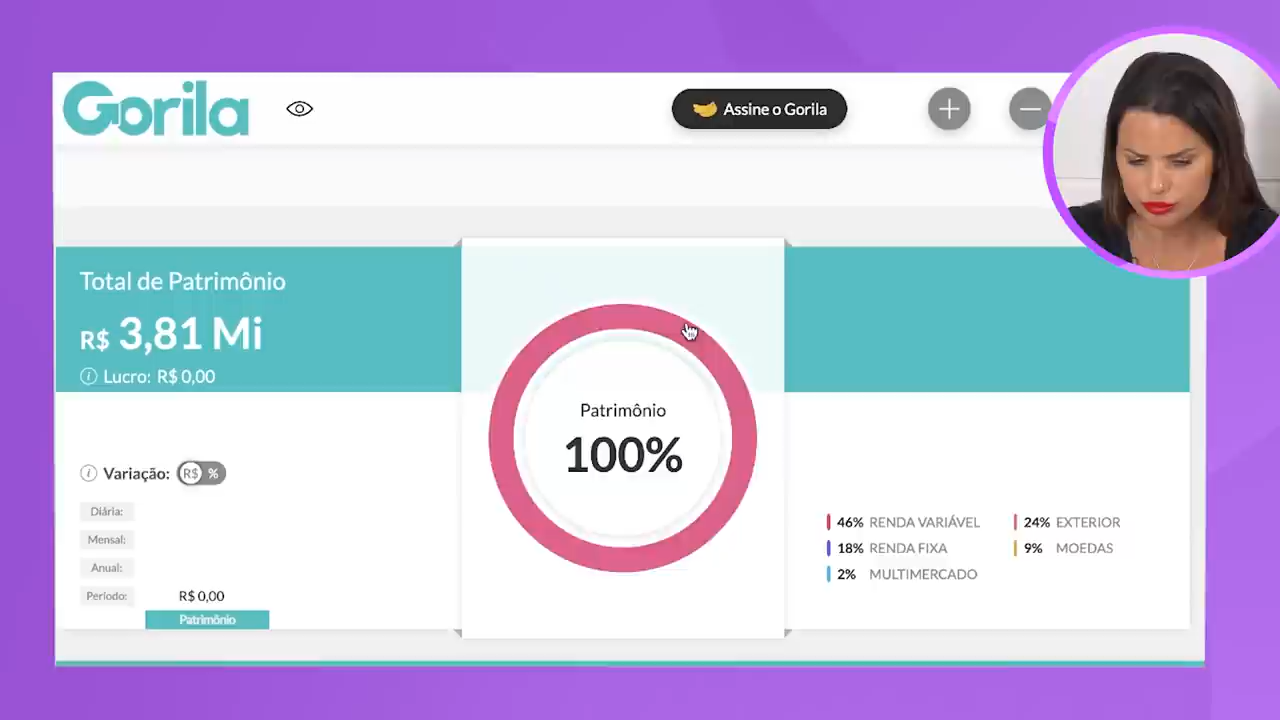 Gorila
Assine o Gorila
Total de Patrimônio
R$ 3,81 Mi
Lucro: R$ 0,00
Patrimônio
100%
Variação: R$ %
Diária:
Mensal:
Anual:
Período: R$ 0,00
Patrimônio
46% RENDA VARIÁVEL
18% RENDA FIXA
2% MULTIMERCADO
24% EXTERIOR
9% MOEDAS